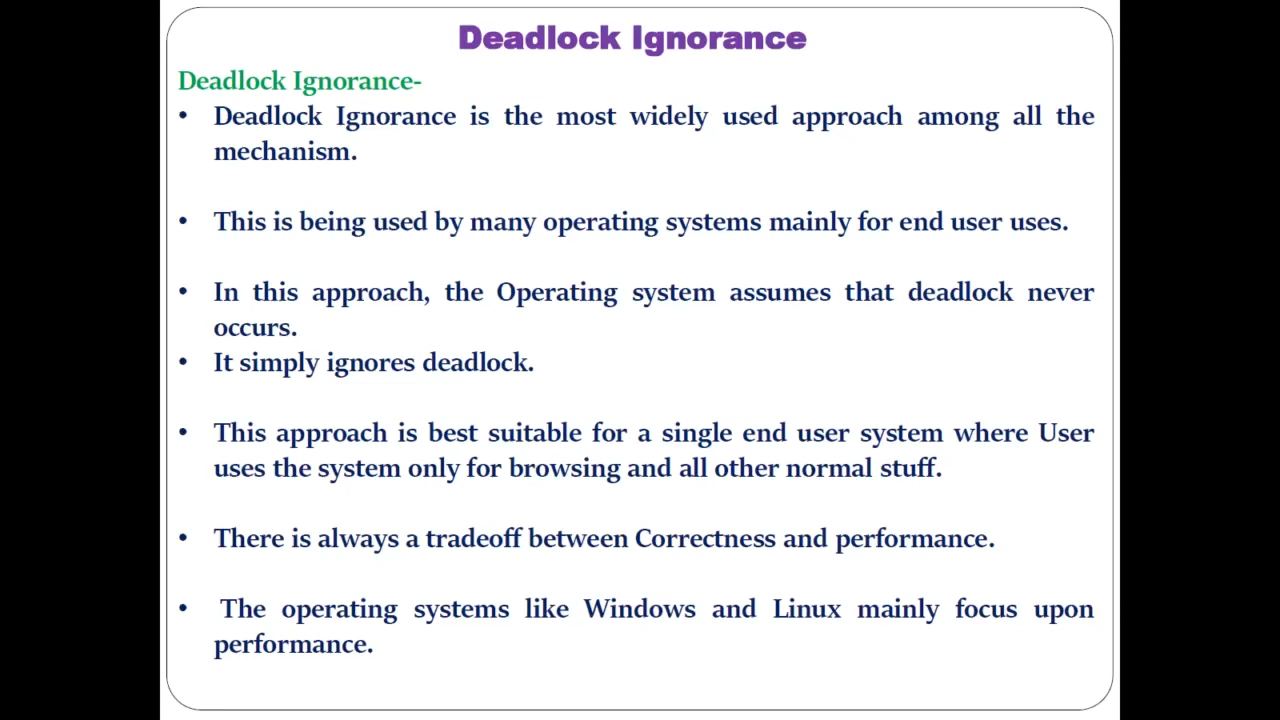 Deadlock Ignorance
Deadlock Ignorance-
• Deadlock Ignorance is the most widely used approach among all the
mechanism.
• This is being used by many operating systems mainly for end user uses.
• In this approach, the Operating system assumes that deadlock never
occurs.
• It simply ignores deadlock.
• This approach is best suitable for a single end user system where User
uses the system only for browsing and all other normal stuff.
• There is always a tradeoff between Correctness and performance.
• The operating systems like Windows and Linux mainly focus upon
performance.